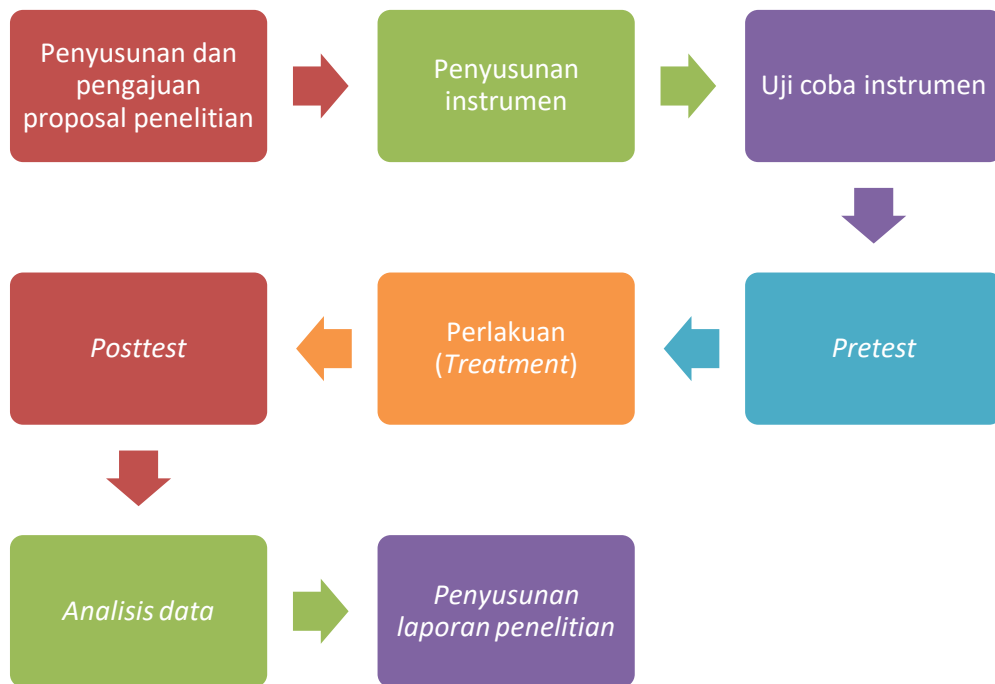 Penyusunan dan
pengajuan
proposal penelitian
Penyusunan
instrumen
Uji coba instrumen
Pretest
Perlakuan
(Treatment)
Posttest
Analisis data
Penyusunan
laporan penelitian